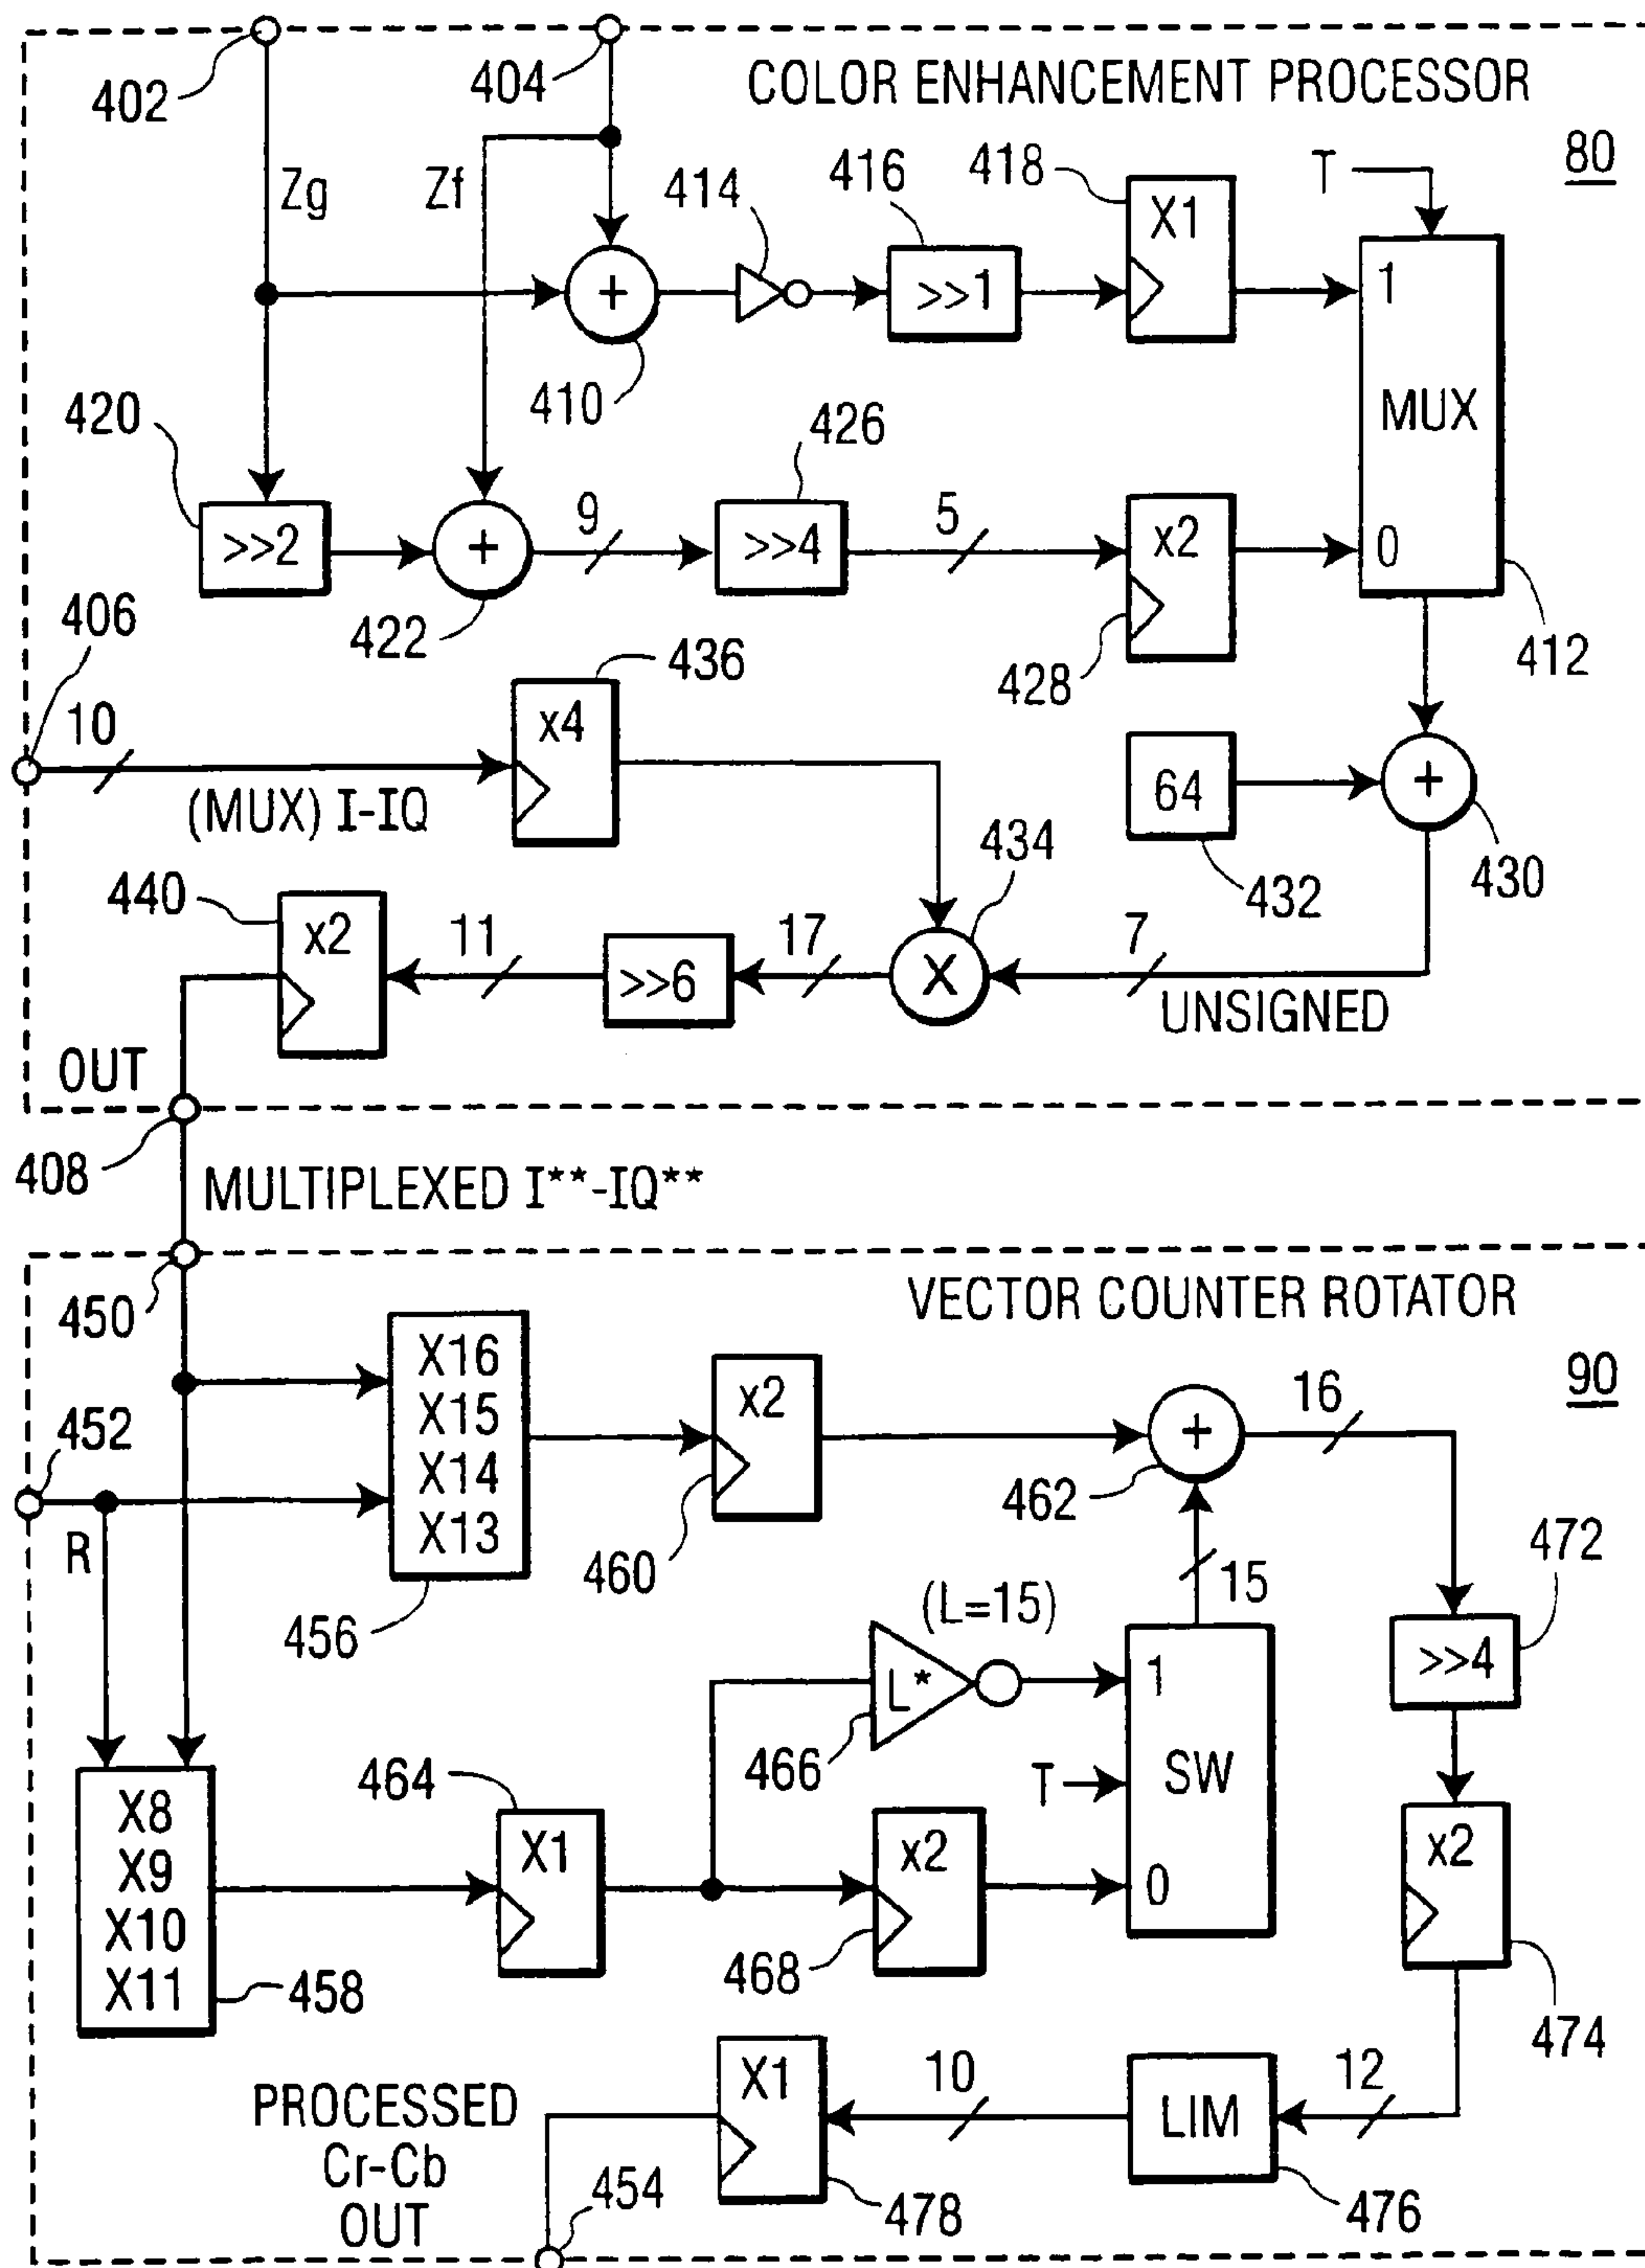 402
404
COLOR ENHANCEMENT PROCESSOR
80
Zg
Zf
414
416
418
X1
T
+
>>1
1
410
MUX
420
426
>>2
+
9
>>4
5
x2
0
422
428
412
406
10
436
x4
(MUX) I-IQ
64
+
434
432
430
440
x2
11
>>6
17
X
7
UNSIGNED
OUT
408
MULTIPLEXED I**-IQ**
450
VECTOR COUNTER ROTATOR
90
X16
X15
X14
X13
x2
+
16
452
R
456
460
462
472
(L=15)
15
>>4
L*
1
466
T
SW
464
X8
X9
X10
X11
X1
x2
0
x2
458
468
474
PROCESSED
Cr-Cb
OUT
X1
10
LIM
12
454
478
476